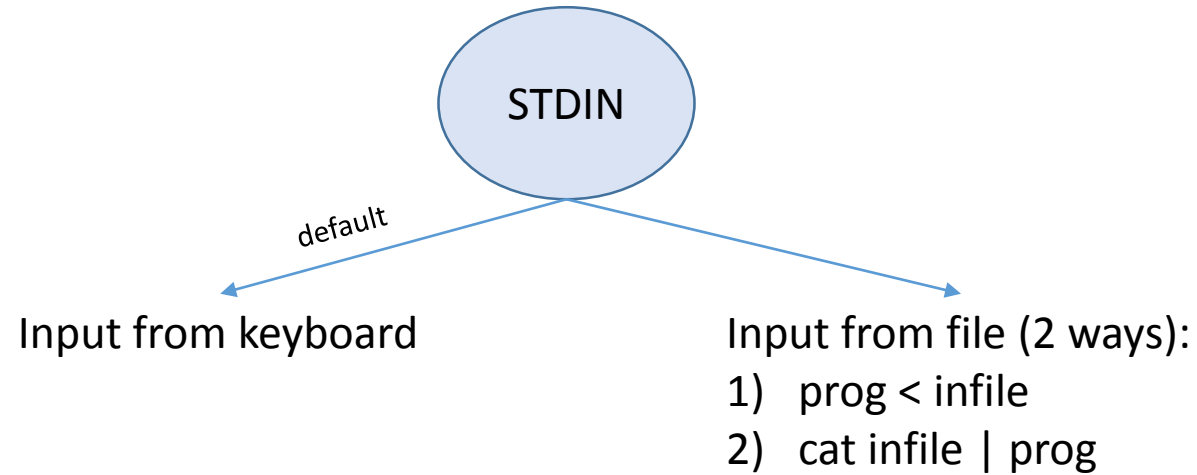 STDIN
default
Input from keyboard
Input from file (2 ways):
1) prog < infile
2) cat infile | prog